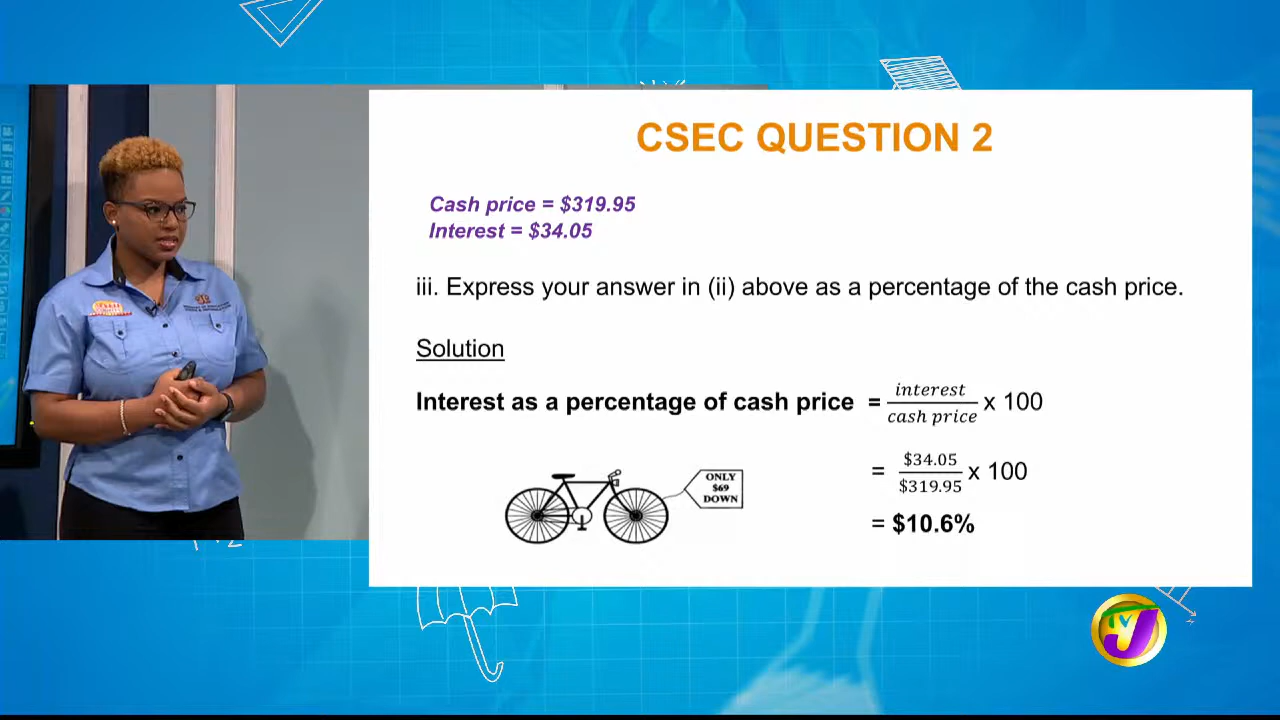 CSEC QUESTION 2
Cash price = $319.95
Interest = $34.05
iii. Express your answer in (ii) above as a percentage of the cash price.
Solution
Interest as a percentage of cash price = interest/cash price x 100
= $34.05/$319.95 x 100
= $10.6%
ONLY
$69
DOWN
TVJ